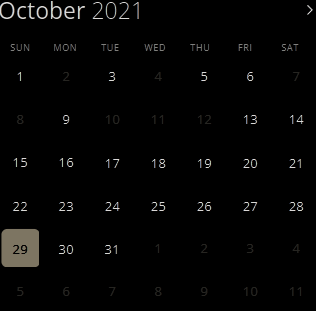 October 2021
SUN MON TUE WED THU FRI SAT
1 2 3 4 5 6 7
8 9 10 11 12 13 14
15 16 17 18 19 20 21
22 23 24 25 26 27 28
29 30 31 1 2 3 4
5 6 7 8 9 10 11